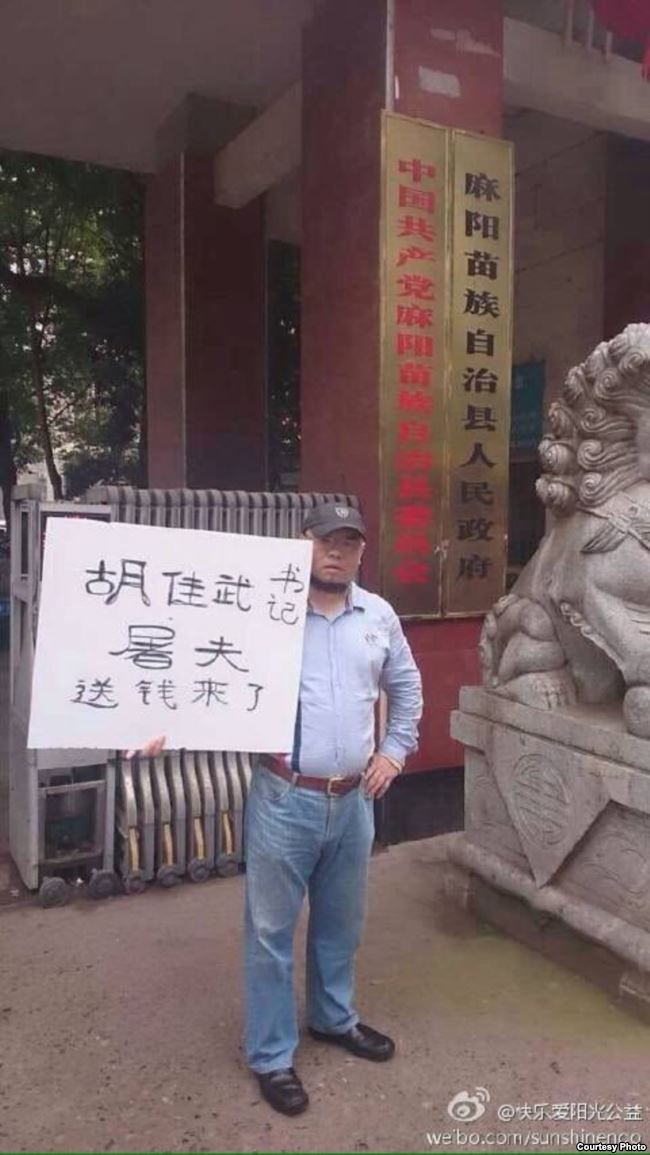 中国共产党麻阳苗族自治县委员会
麻阳苗族自治县人民政府
胡佳武书记
屠夫
送钱来了
@快乐爱阳光公益
weibo.com/sunshinengo
Courtesy Photo